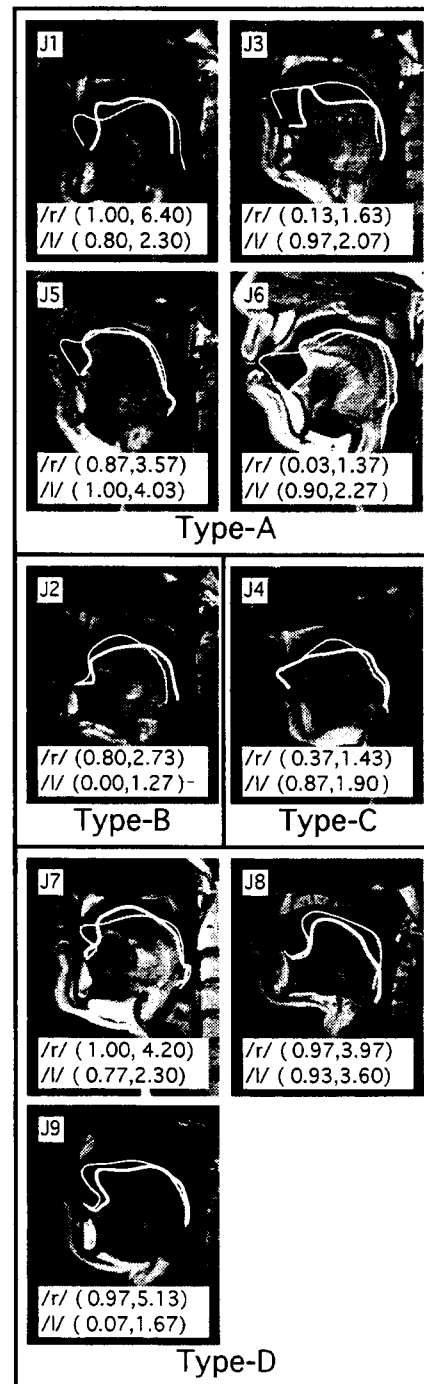 J1
/r/ ( 1.00, 6.40)
/l/ ( 0.80, 2.30)
J3
/r/ ( 0.13,1.63)
/l/ ( 0.97,2.07)
J5
/r/ ( 0.87,3.57)
/l/ ( 1.00,4.03)
J6
/r/ ( 0.03,1.37)
/l/ ( 0.90,2.27)
Type-A
J2
/r/ ( 0.80,2.73)
/l/ ( 0.00,1.27)-
Type-B
J4
/r/ ( 0.37,1.43)
/l/ ( 0.87,1.90)
Type-C
J7
/r/ ( 1.00, 4.20)
/l/ ( 0.77,2.30)
J8
/r/ ( 0.97,3.97)
/l/ ( 0.93,3.60)
J9
/r/ ( 0.97,5.13)
/l/ ( 0.07,1.67)
Type-D